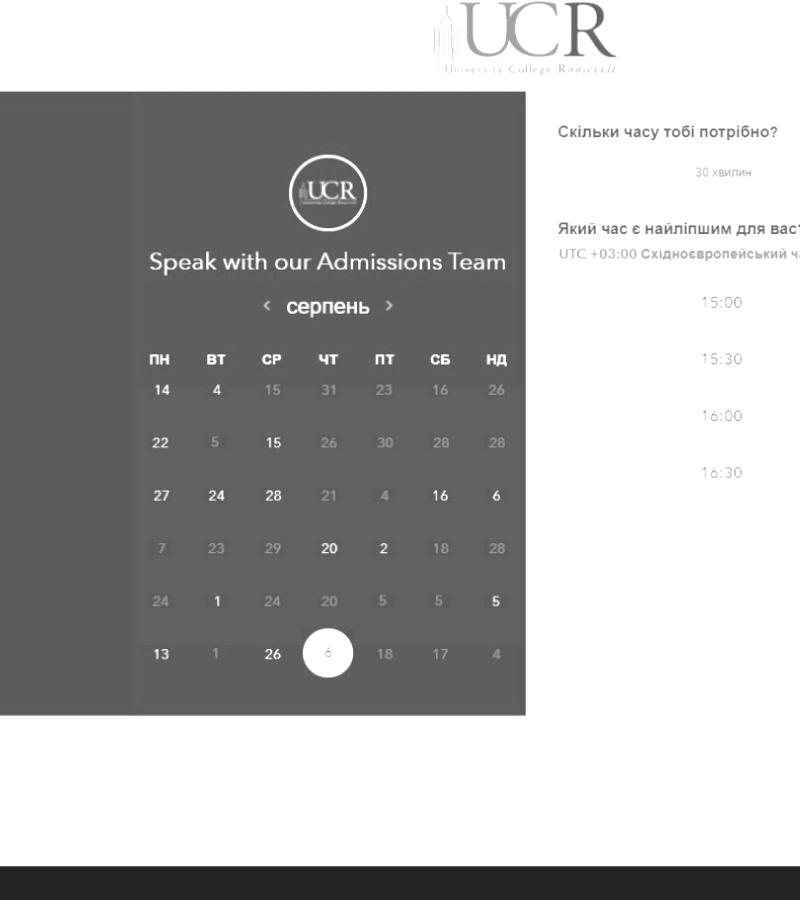 UCR
University College Roosevelt
UCR
University College Roosevelt
Speak with our Admissions Team
‹ серпень ›
ПН ВТ СР ЧТ ПТ СБ НД
14 4 15 31 23 16 26
22 5 15 26 30 28 28
27 24 28 21 4 16 6
7 23 29 20 2 18 28
24 1 24 20 5 5 5
13 1 26 6 18 17 4
Скільки часу тобі потрібно?
30 хвилин
Який час є найліпшим для вас?
UTC +03:00 Східноєвропейський ч
15:00
15:30
16:00
16:30